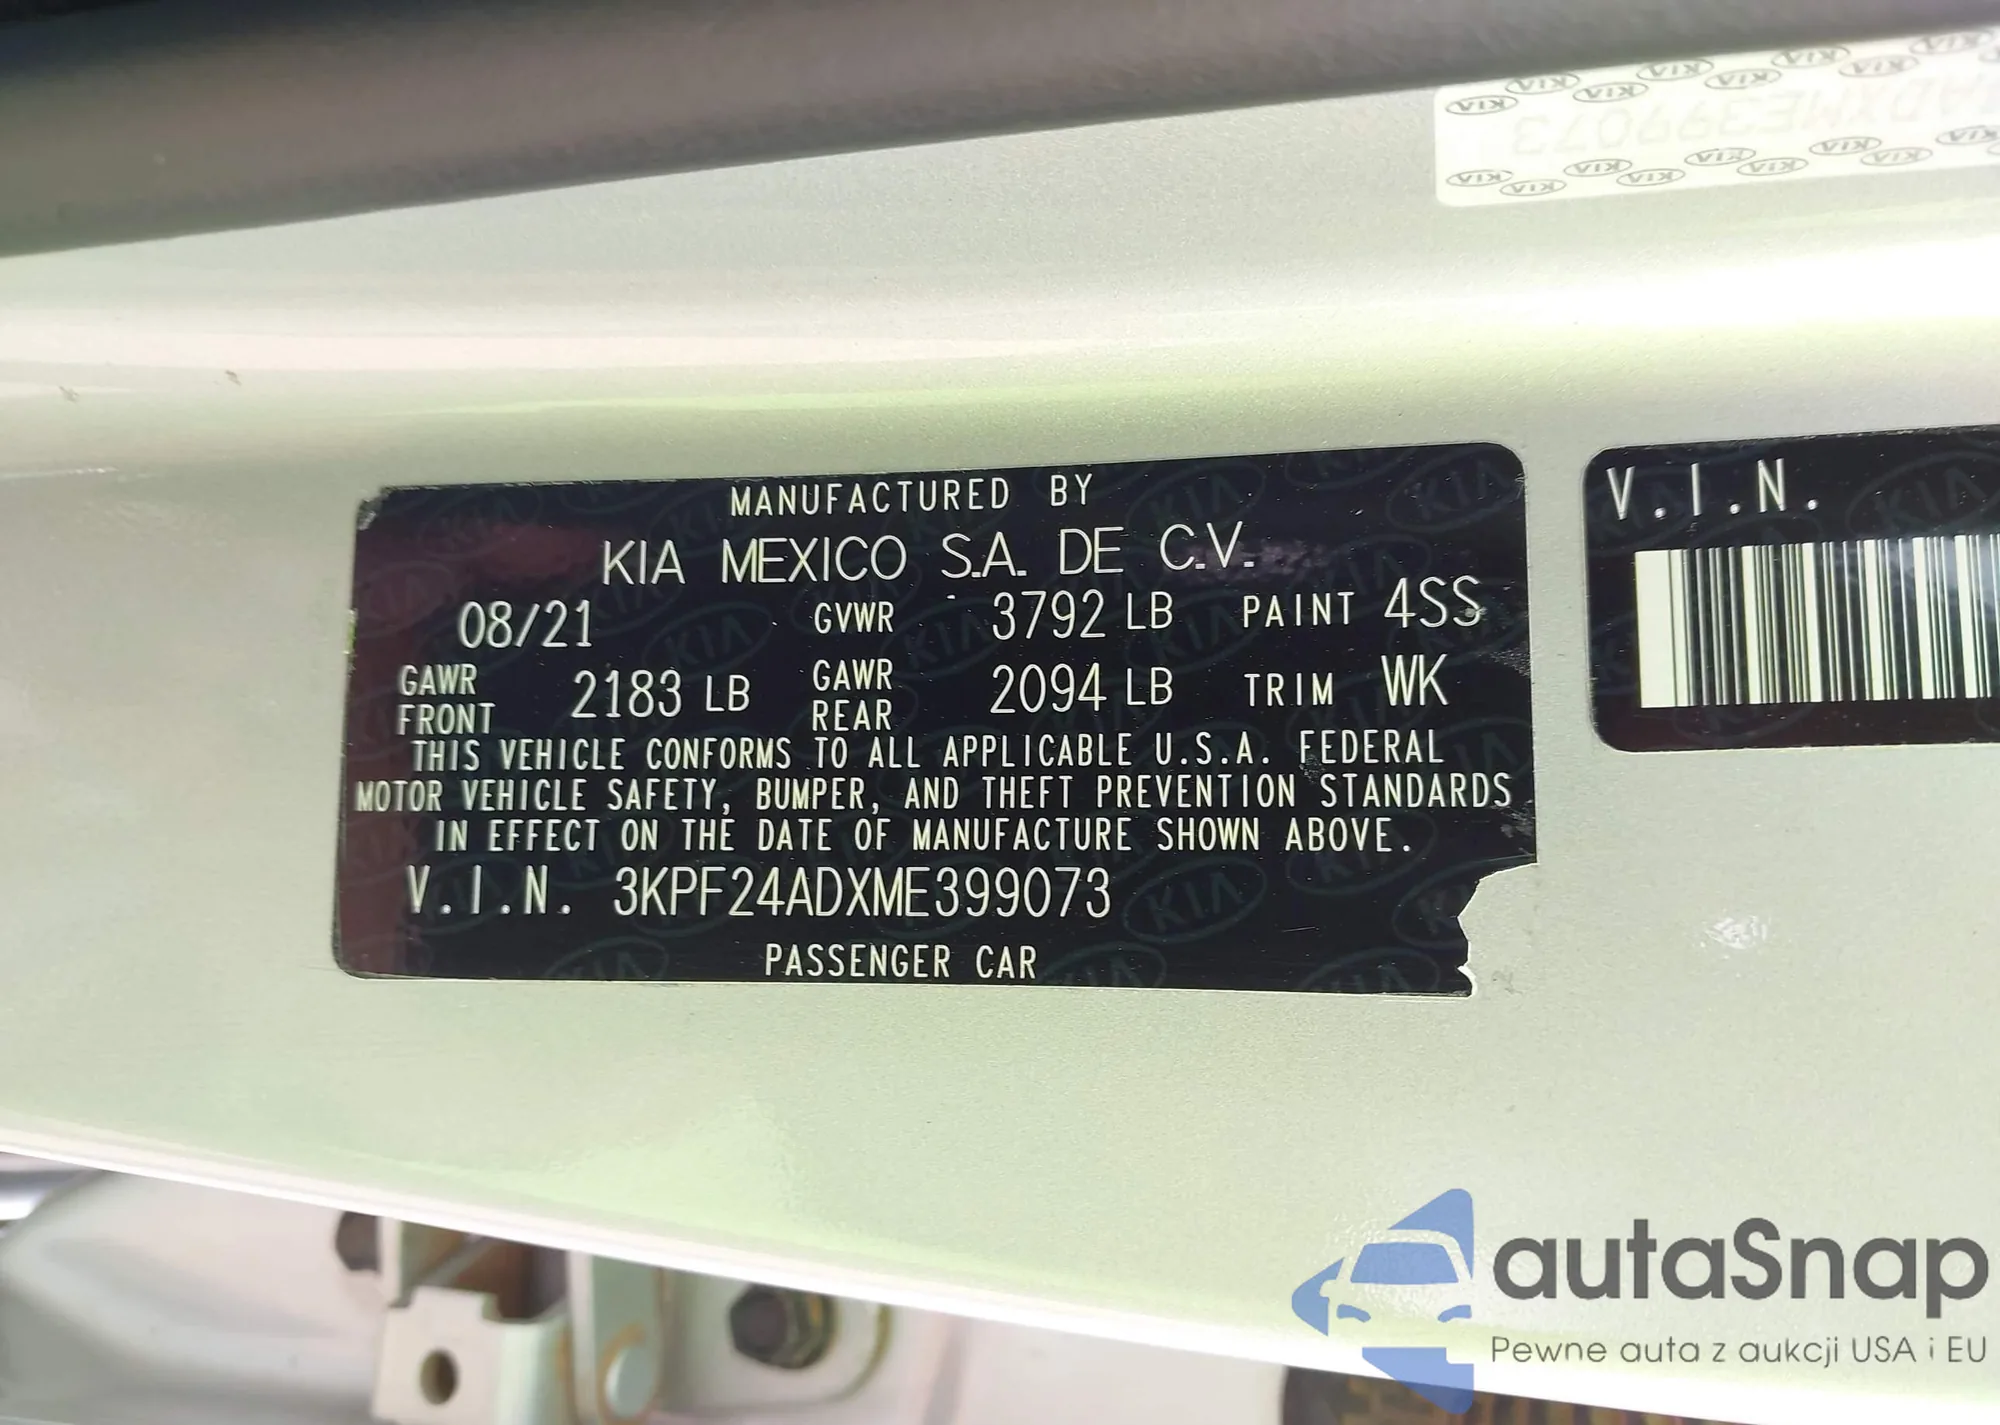 ADXME399073
MANUFACTURED BY
KIA MEXICO S.A. DE C.V.
08/21 GVWR 3792 LB PAINT 4SS
GAWR FRONT 2183 LB GAWR REAR 2094 LB TRIM WK
THIS VEHICLE CONFORMS TO ALL APPLICABLE U.S.A. FEDERAL
MOTOR VEHICLE SAFETY, BUMPER, AND THEFT PREVENTION STANDARDS
IN EFFECT ON THE DATE OF MANUFACTURE SHOWN ABOVE.
V.I.N. 3KPF24ADXME399073
PASSENGER CAR
V.I.N.
autaSnap
Pewne auta z aukcji USA i EU